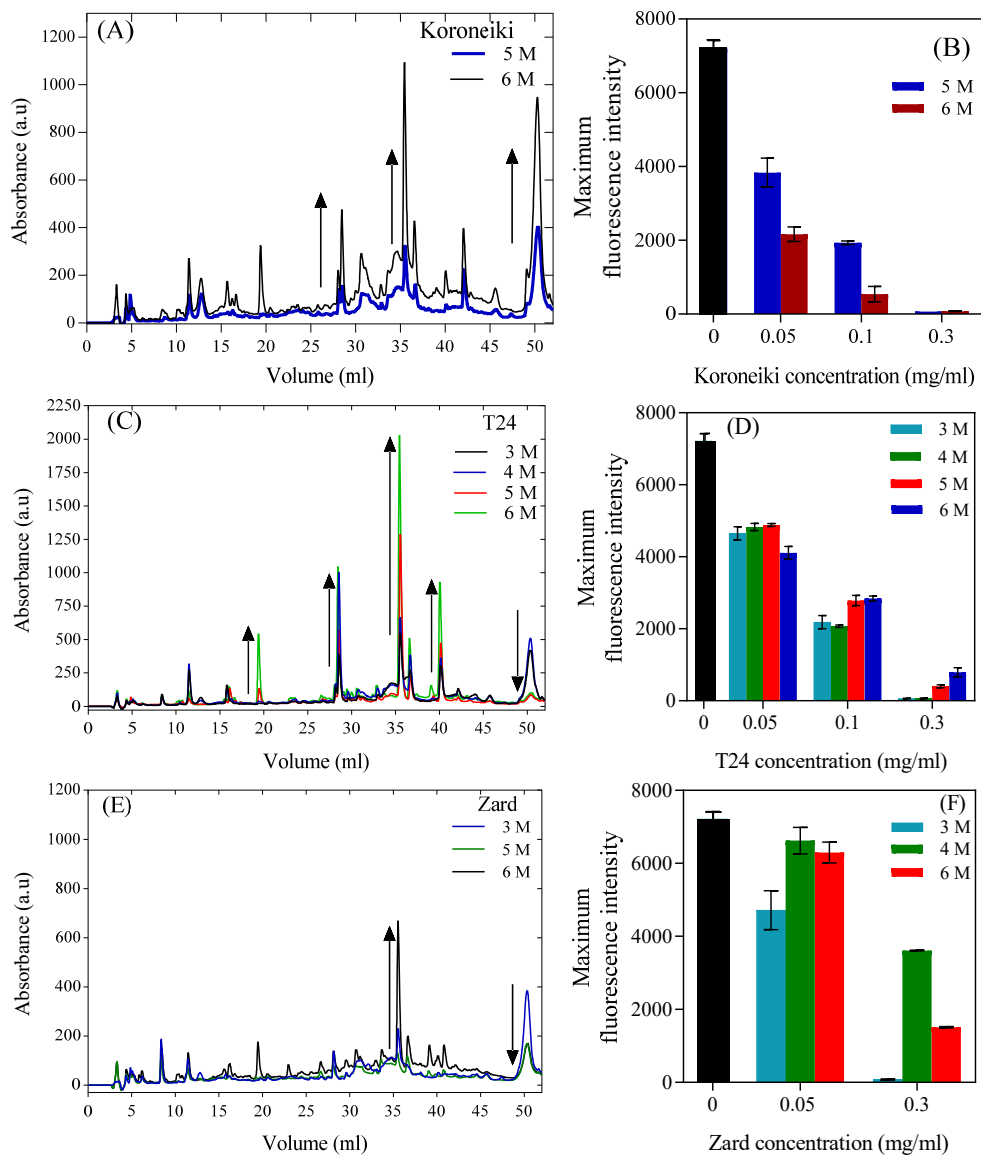 (A)
Koroneiki
5 M
6 M
Absorbance (a.u)
1200
1000
800
600
400
200
0
0 5 10 15 20 25 30 35 40 45 50
Volume (ml)
(B)
5 M
6 M
Maximum
fluorescence intensity
8000
6000
4000
2000
0
0 0.05 0.1 0.3
Koroneiki concentration (mg/ml)
(C)
T24
3 M
4 M
5 M
6 M
Absorbance (a.u)
2250
2000
1750
1500
1250
1000
750
500
250
0
0 5 10 15 20 25 30 35 40 45 50
Volume (ml)
(D)
3 M
4 M
5 M
6 M
Maximum
fluorescence intensity
8000
6000
4000
2000
0
0 0.05 0.1 0.3
T24 concentration (mg/ml)
(E)
Zard
3 M
5 M
6 M
Absorbance (a.u)
1200
1000
800
600
400
200
0
0 5 10 15 20 25 30 35 40 45 50
Volume (ml)
(F)
3 M
4 M
6 M
Maximum
fluorescence intensity
8000
6000
4000
2000
0
0 0.05 0.3
Zard concentration (mg/ml)